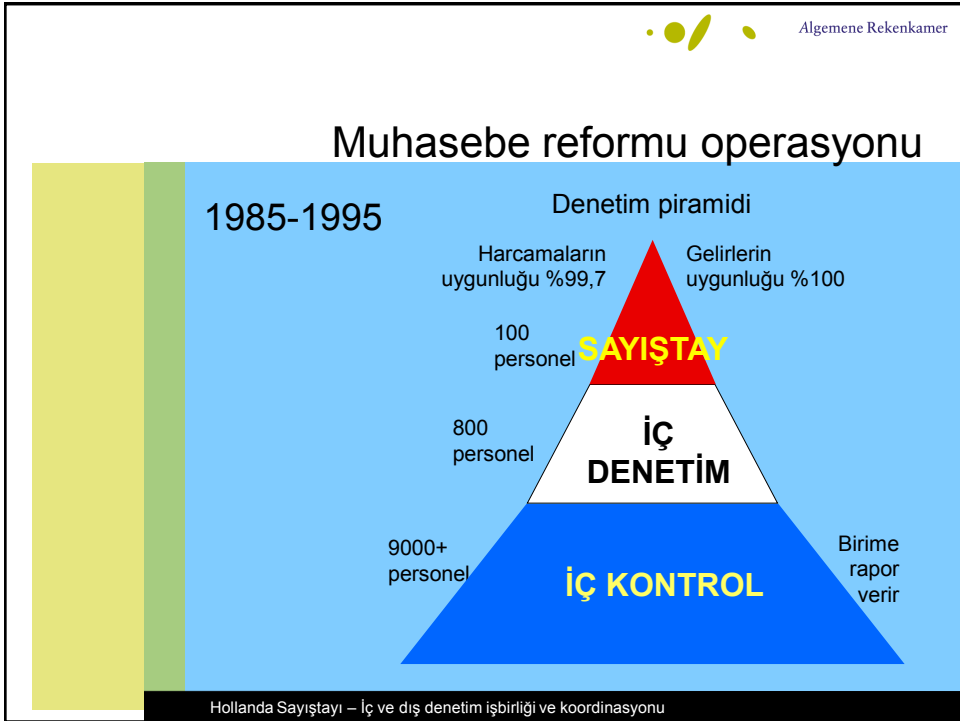 Algemene Rekenkamer
Muhasebe reformu operasyonu
1985-1995
Denetim piramidi
Harcamaların
uygunluğu %99,7
Gelirlerin
uygunluğu %100
100
personel
SAYIŞTAY
800
personel
İÇ
DENETİM
9000+
personel
İÇ KONTROL
Birime
rapor
verir
Hollanda Sayıştayı – İç ve dış denetim işbirliği ve koordinasyonu